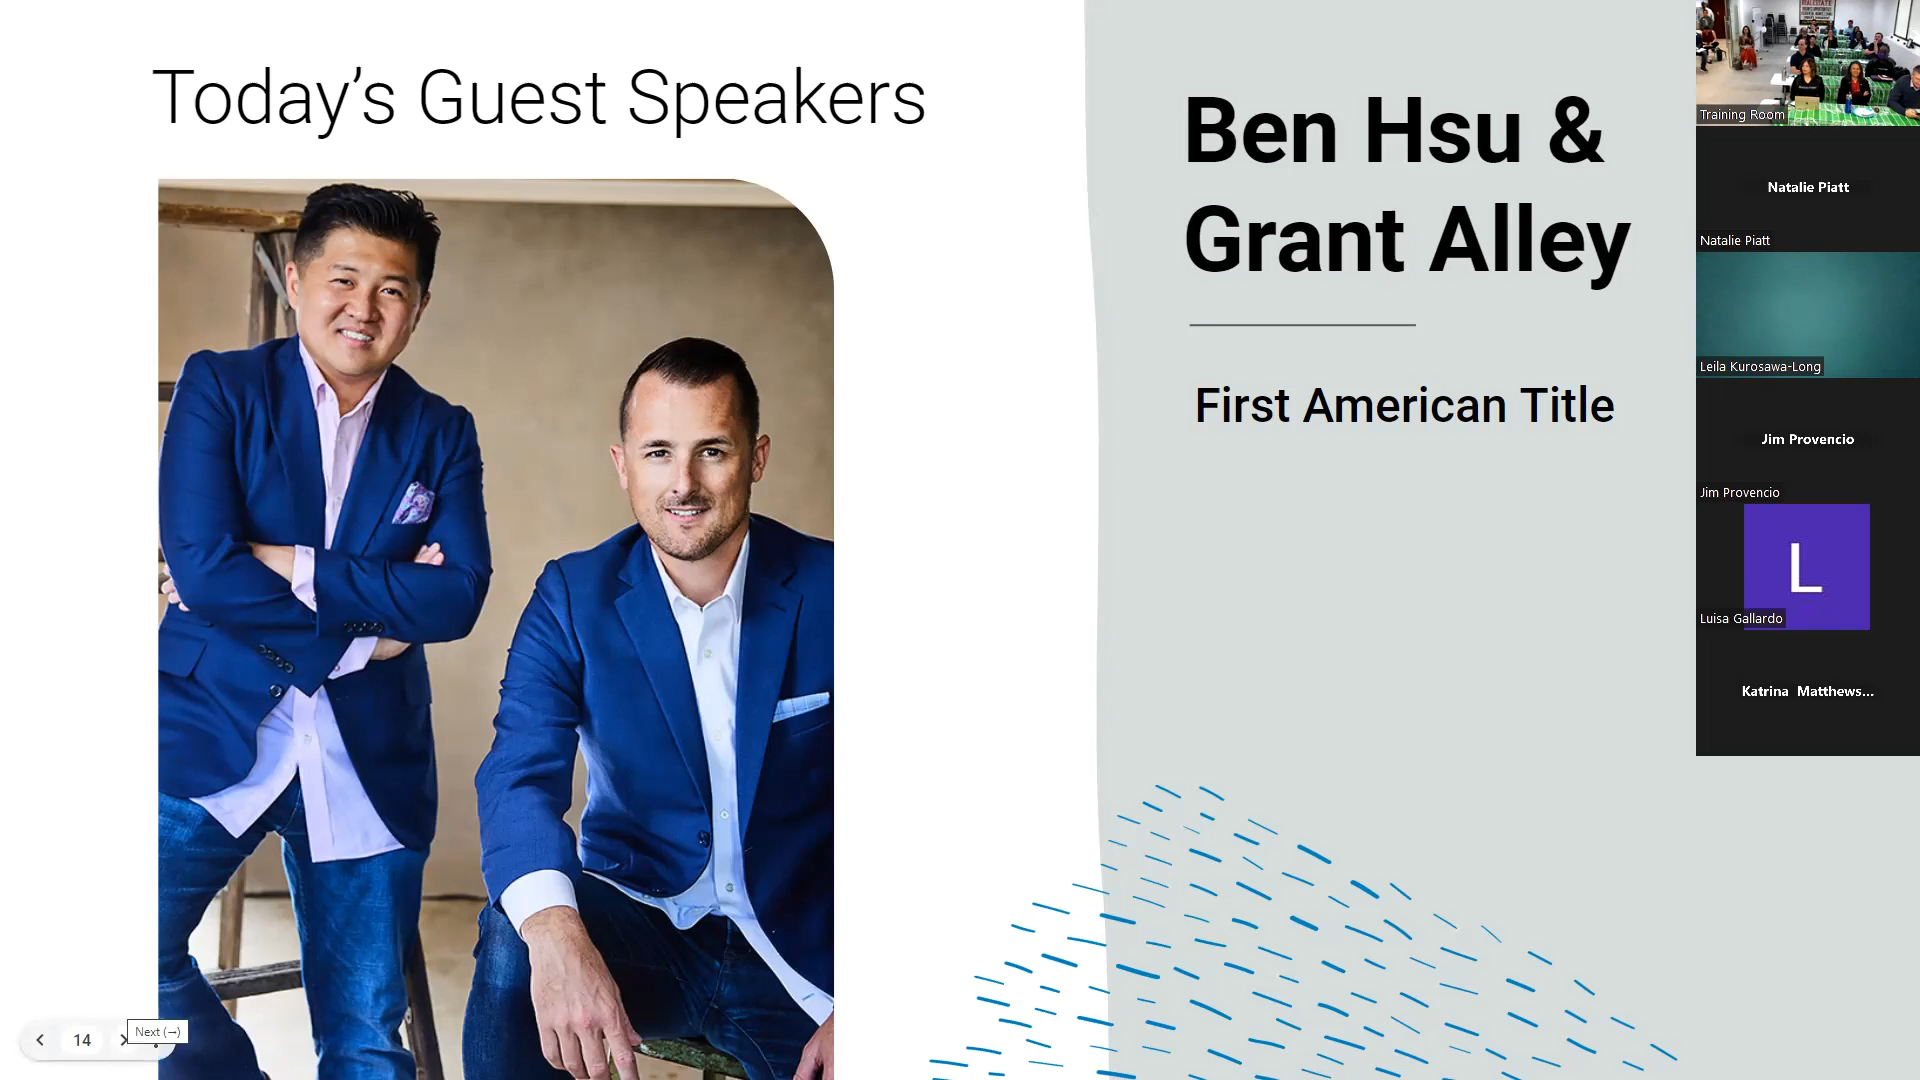 Today’s Guest Speakers
Ben Hsu &
Grant Alley
First American Title
Training Room
Natalie Piatt
Natalie Piatt
Leila Kurosawa-Long
Jim Provencio
Jim Provencio
L
Luisa Gallardo
Katrina Matthews...
14
Next (→)